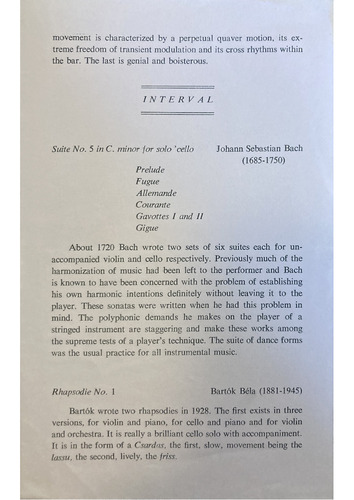 movement is characterized by a perpetual quaver motion, its ex-
treme freedom of transient modulation and its cross rhythms within
the bar. The last is genial and boisterous.
INTERVAL
Suite No. 5 in C. minor for solo 'cello Johann Sebastian Bach
(1685-1750)
Prelude
Fugue
Allemande
Courante
Gavottes I and II
Gigue
About 1720 Bach wrote two sets of six suites each for un-
accompanied violin and cello respectively. Previously much of the
harmonization of music had been left to the performer and Bach
is known to have been concerned with the problem of establishing
his own harmonic intentions definitely without leaving it to the
player. These sonatas were written when he had this problem in
mind. The polyphonic demands he makes on the player of a
stringed instrument are staggering and make these works among
the supreme tests of a player's technique. The suite of dance forms
was the usual practice for all instrumental music.
Rhapsodie No. 1 Bartók Béla (1881-1945)
Bartók wrote two rhapsodies in 1928. The first exists in three
versions, for violin and piano, for cello and piano and for violin
and orchestra. It is really a brilliant cello solo with accompaniment.
It is in the form of a Csardas, the first, slow, movement being the
lassu, the second, lively, the friss.